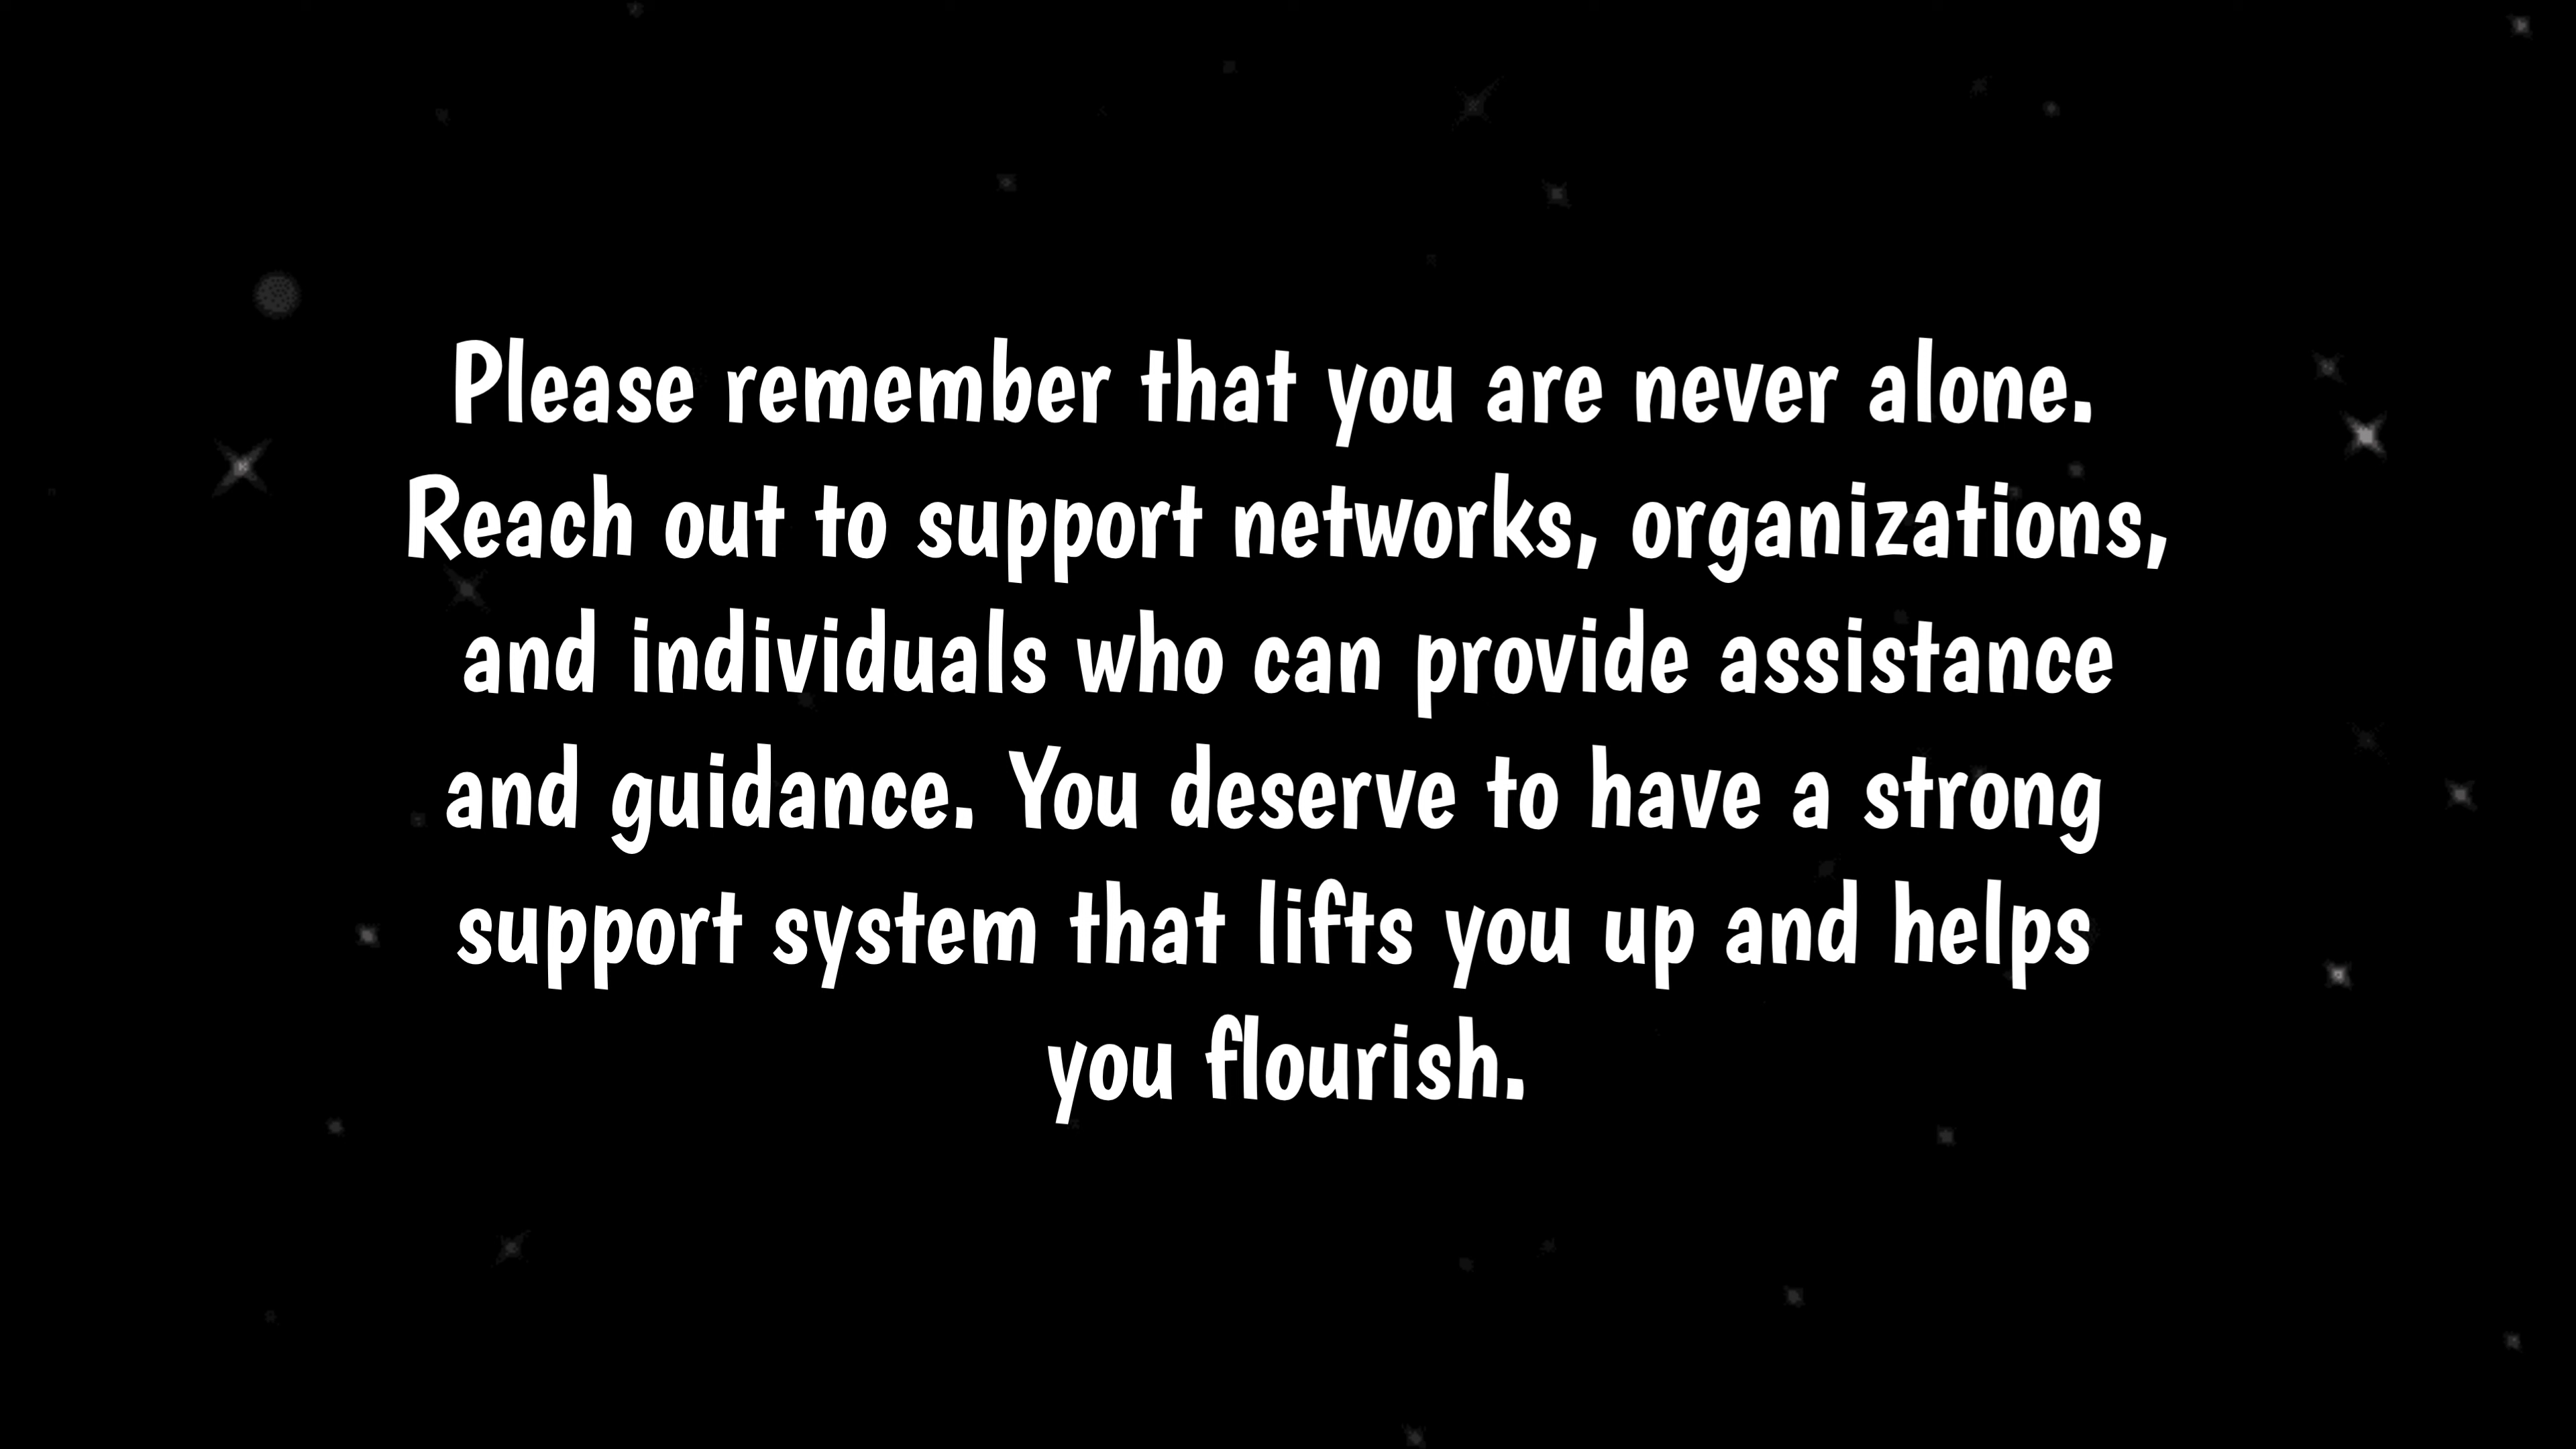 Please remember that you are never alone.
Reach out to support networks, organizations,
and individuals who can provide assistance
and guidance. You deserve to have a strong
support system that lifts you up and helps
you flourish.